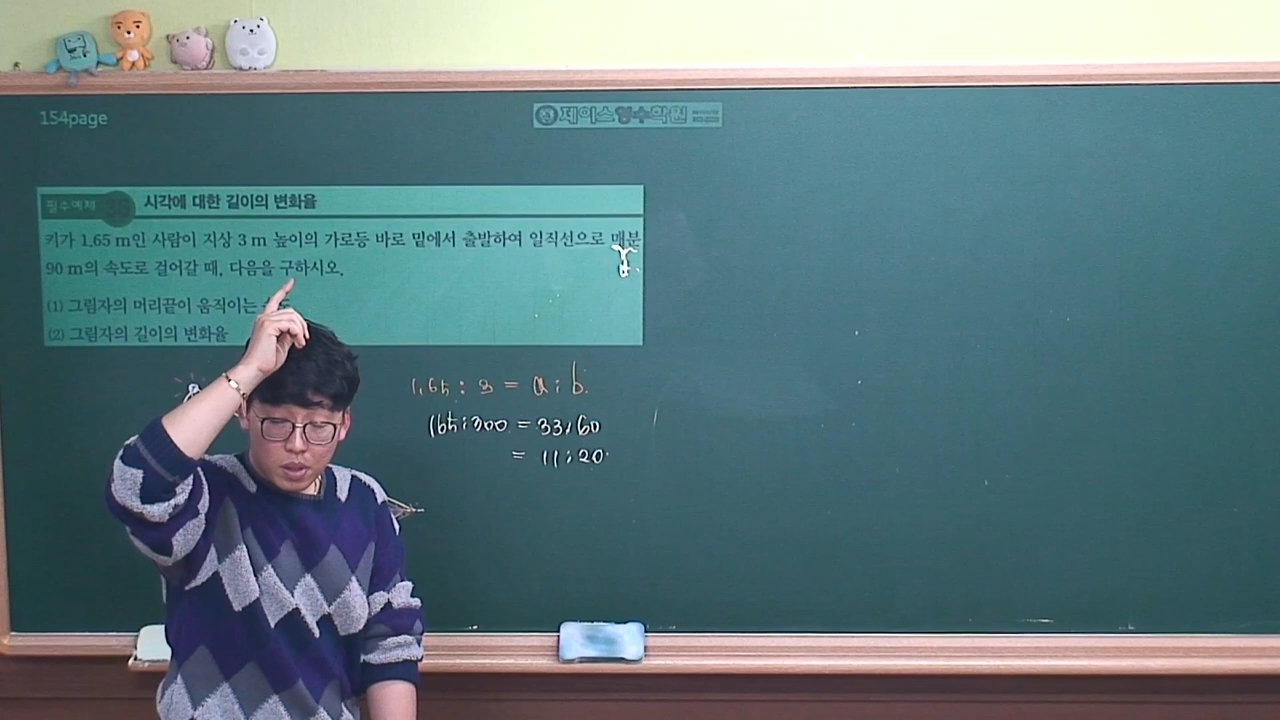 154page
제이스영수학원
필수예제 36 시각에 대한 길이의 변화율
키가 1.65 m인 사람이 지상 3 m 높이의 가로등 바로 밑에서 출발하여 일직선으로 매분
90 m의 속도로 걸어갈 때, 다음을 구하시오.
(1) 그림자의 머리끝이 움직이는
(2) 그림자의 길이의 변화율
1.65 : 3 = a : b.
165 : 300 = 33 : 60
= 11 : 20